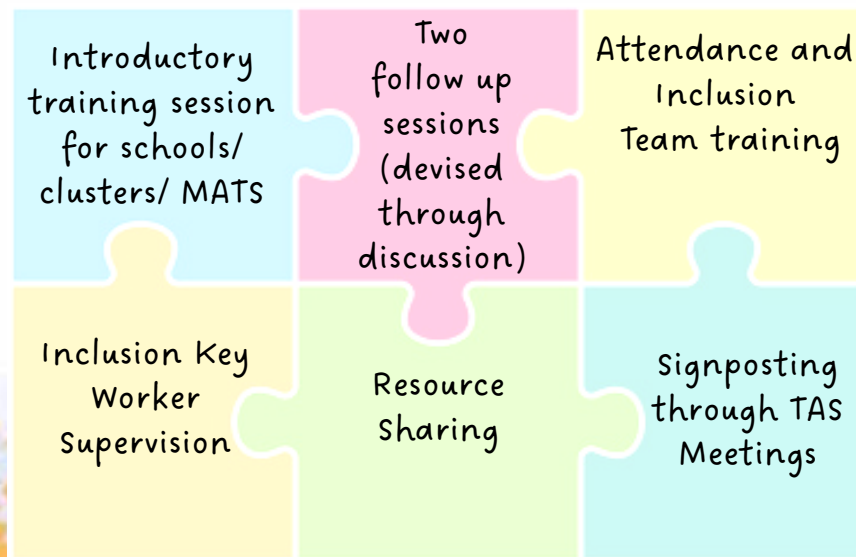 Introductory
training session
for schools/
clusters/ MATS
Two
follow up
sessions
(devised
through
discussion)
Attendance and
Inclusion
Team training
Inclusion Key
Worker
Supervision
Resource
Sharing
Signposting
through TAS
Meetings